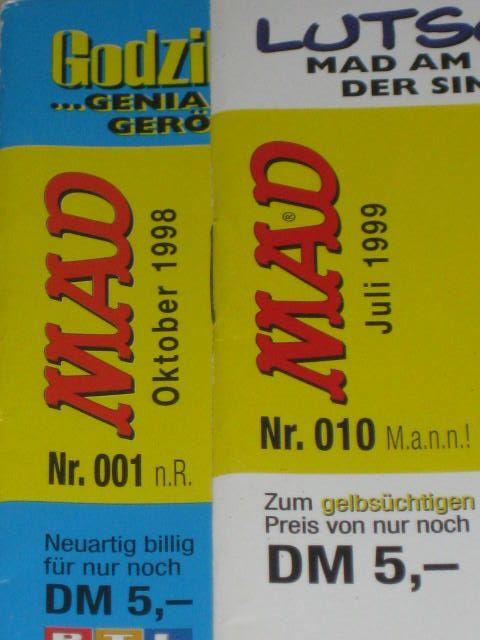 Godzi
...GENIA
GERÖ
MAD
Oktober 1998
Nr. 001 n.R.
Neuartig billig
für nur noch
DM 5,–
RTL
LUTS
MAD AM
DER SIN
MAD®
Juli 1999
Nr. 010 M.a.n.n.!
Zum gelbsüchtigen
Preis von nur noch
DM 5,–